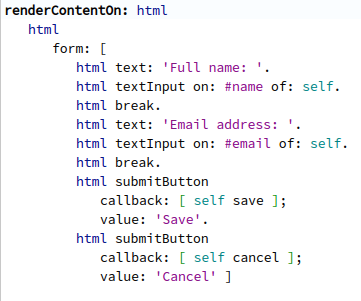 renderContentOn: html
html
form: [
html text: 'Full name: '.
html textInput on: #name of: self.
html break.
html text: 'Email address: '.
html textInput on: #email of: self.
html break.
html submitButton
callback: [ self save ];
value: 'Save'.
html submitButton
callback: [ self cancel ];
value: 'Cancel' ]